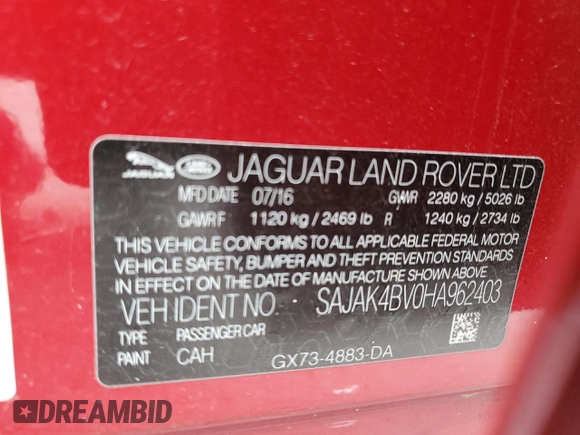 JAGUAR LAND ROVER JAGUAR LAND ROVER LTD
MFD DATE 07/16 GVWR 2280 kg / 5026 lb
GAWR F 1120 kg / 2469 lb R 1240 kg / 2734 lb
THIS VEHICLE CONFORMS TO ALL APPLICABLE FEDERAL MOTOR
VEHICLE SAFETY, BUMPER AND THEFT PREVENTION STANDARDS
IN EFFECT ON THE DATE OF MANUFACTURE SHOWN ABOVE.
VEH IDENT NO SAJAK4BV0HA962403
TYPE PASSENGER CAR
PAINT CAH GX73-4883-DA
DREAMBID